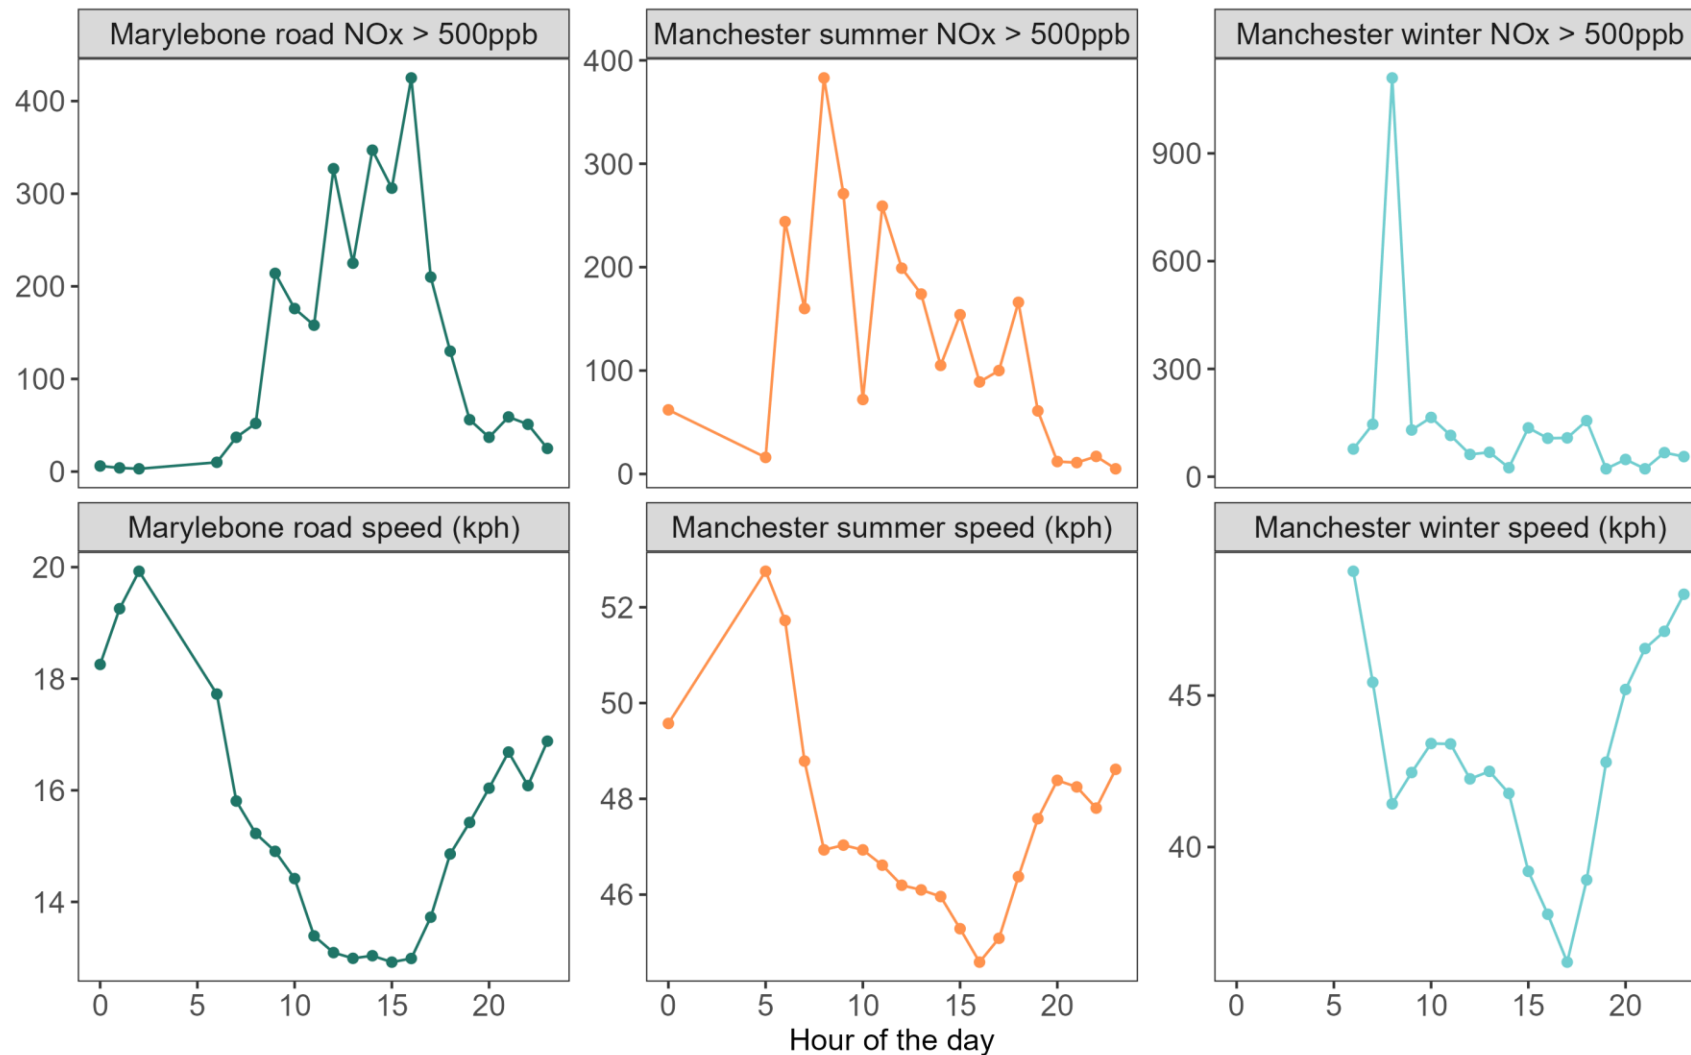 Marylebone road NOx > 500ppb
Manchester summer NOx > 500ppb
Manchester winter NOx > 500ppb
400
300
200
100
0
400
300
200
100
0
900
600
300
0
Marylebone road speed (kph)
Manchester summer speed (kph)
Manchester winter speed (kph)
20
18
16
14
52
50
48
46
45
40
0 5 10 15 20
0 5 10 15 20
0 5 10 15 20
Hour of the day